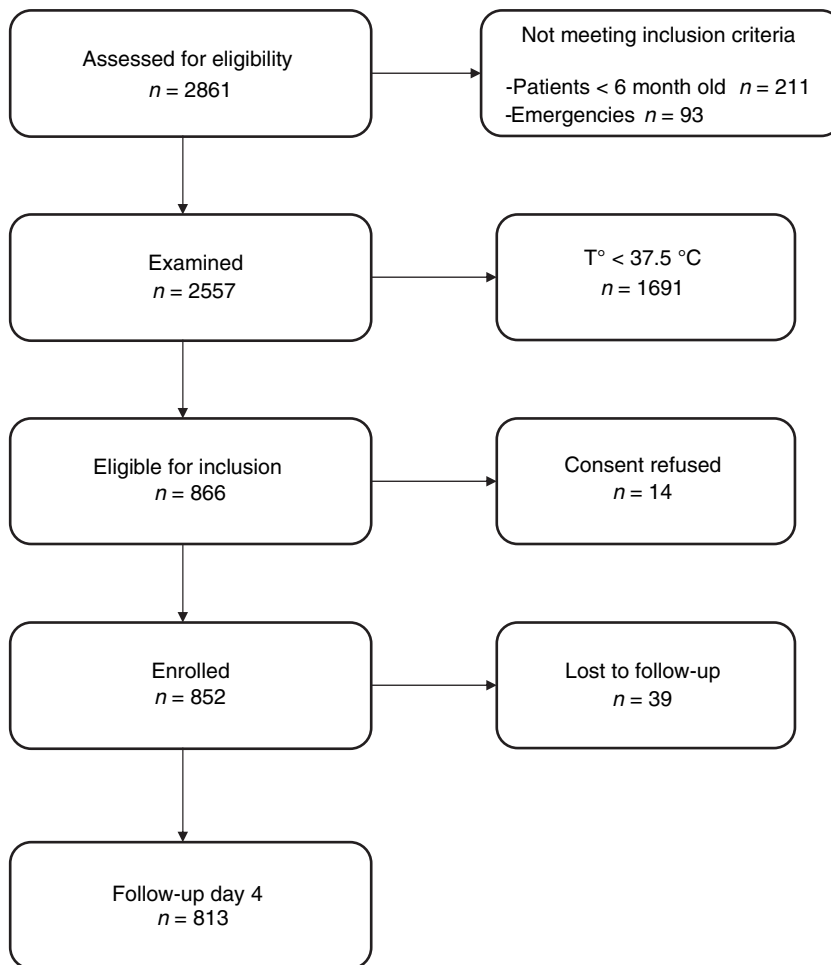 Assessed for eligibility
n = 2861
Not meeting inclusion criteria
-Patients < 6 month old n = 211
-Emergencies n = 93
Examined
n = 2557
T° < 37.5 °C
n = 1691
Eligible for inclusion
n = 866
Consent refused
n = 14
Enrolled
n = 852
Lost to follow-up
n = 39
Follow-up day 4
n = 813